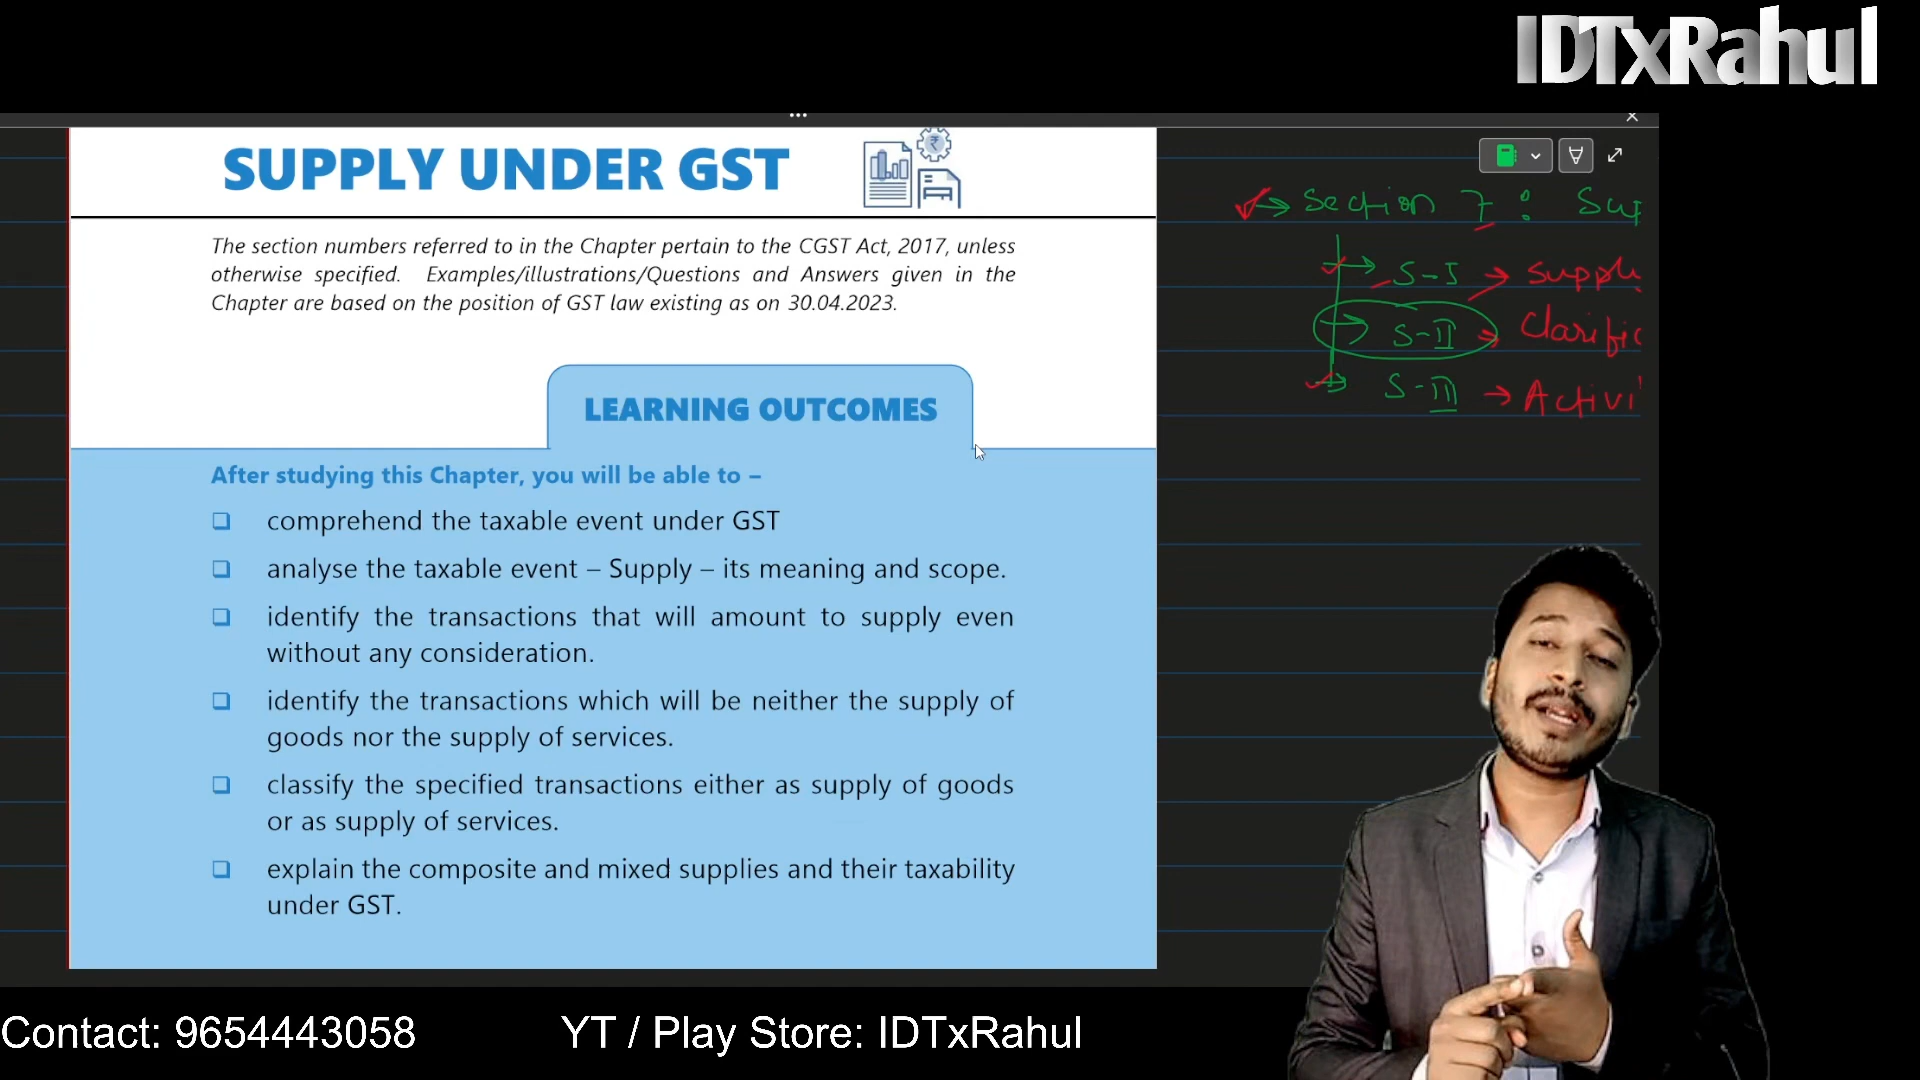 IDTxRahul
SUPPLY UNDER GST
The section numbers referred to in the Chapter pertain to the CGST Act, 2017, unless
otherwise specified. Examples/illustrations/Questions and Answers given in the
Chapter are based on the position of GST law existing as on 30.04.2023.
LEARNING OUTCOMES
After studying this Chapter, you will be able to –
❑ comprehend the taxable event under GST
❑ analyse the taxable event – Supply – its meaning and scope.
❑ identify the transactions that will amount to supply even
without any consideration.
❑ identify the transactions which will be neither the supply of
goods nor the supply of services.
❑ classify the specified transactions either as supply of goods
or as supply of services.
❑ explain the composite and mixed supplies and their taxability
under GST.
Section 7 : Sup
S-I → Suppli
S-II → Clarific
S-III → Activi
Contact: 9654443058 YT / Play Store: IDTxRahul